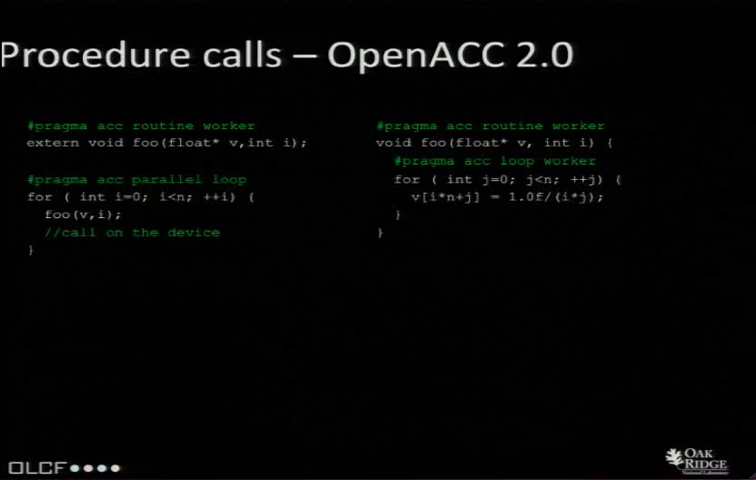 Procedure calls – OpenACC 2.0
#pragma acc routine worker
extern void foo(float* v,int i);
#pragma acc parallel loop
for ( int i=0; i<n; ++i) {
foo(v,i);
//call on the device
}
#pragma acc routine worker
void foo(float* v, int i) {
#pragma acc loop worker
for ( int j=0; j<n; ++j) {
v[i*n+j] = 1.0f/(i*j);
}
}
OLCF
OAK
RIDGE
National Laboratory